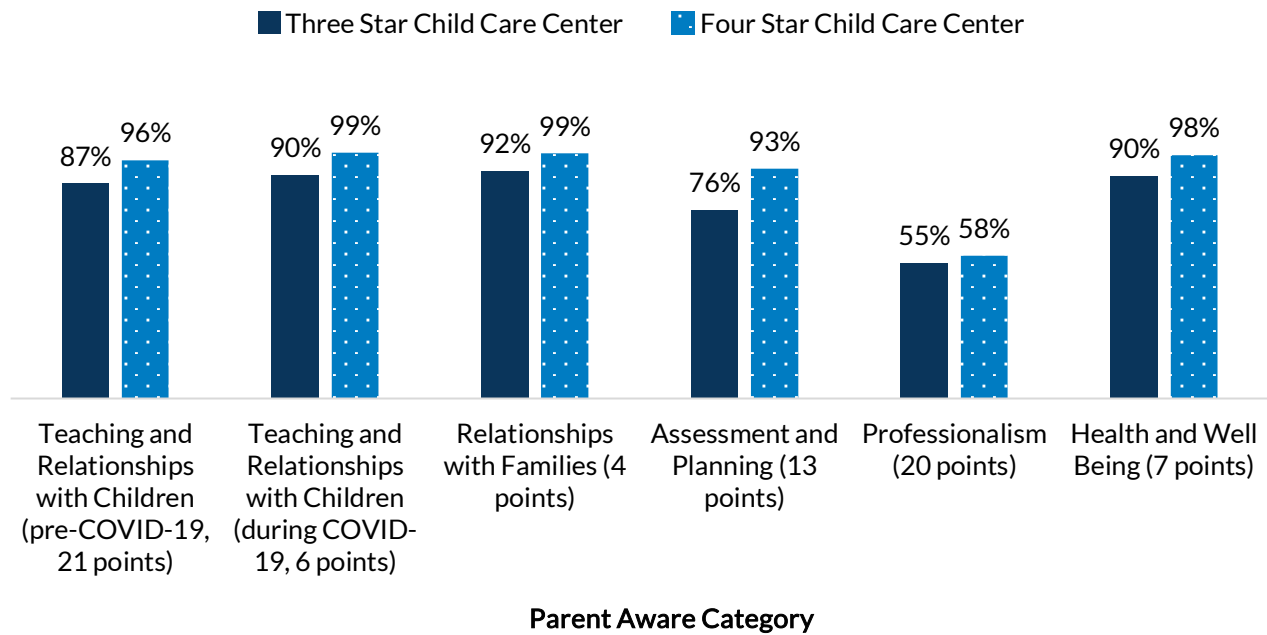 Three Star Child Care Center
Four Star Child Care Center
87%
96%
90%
99%
92%
99%
76%
93%
55%
58%
90%
98%
Teaching and
Relationships
with Children
(pre-COVID-19,
21 points)
Teaching and
Relationships
with Children
(during COVID-
19, 6 points)
Relationships
with Families (4
points)
Assessment and
Planning (13
points)
Professionalism
(20 points)
Health and Well
Being (7 points)
Parent Aware Category